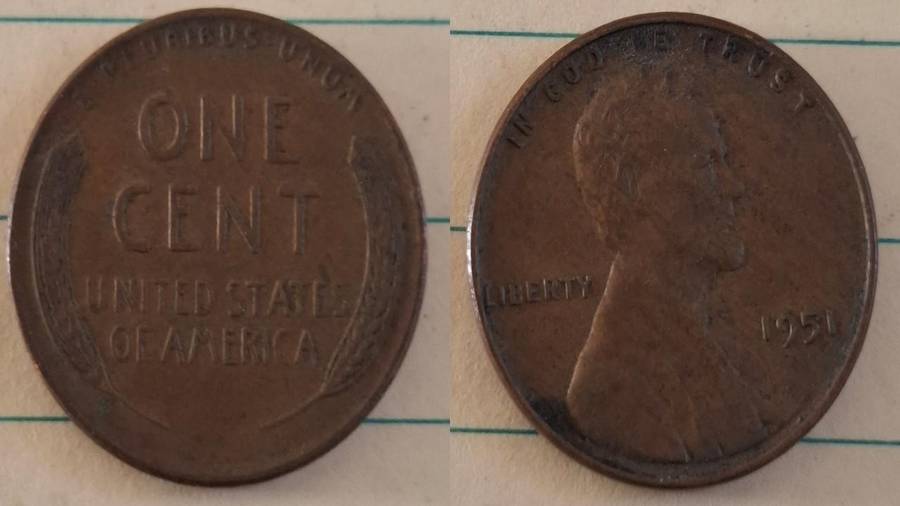 E PLURIBUS UNUM
ONE
CENT
UNITED STATES
OF AMERICA
IN GOD WE TRUST
LIBERTY
1951